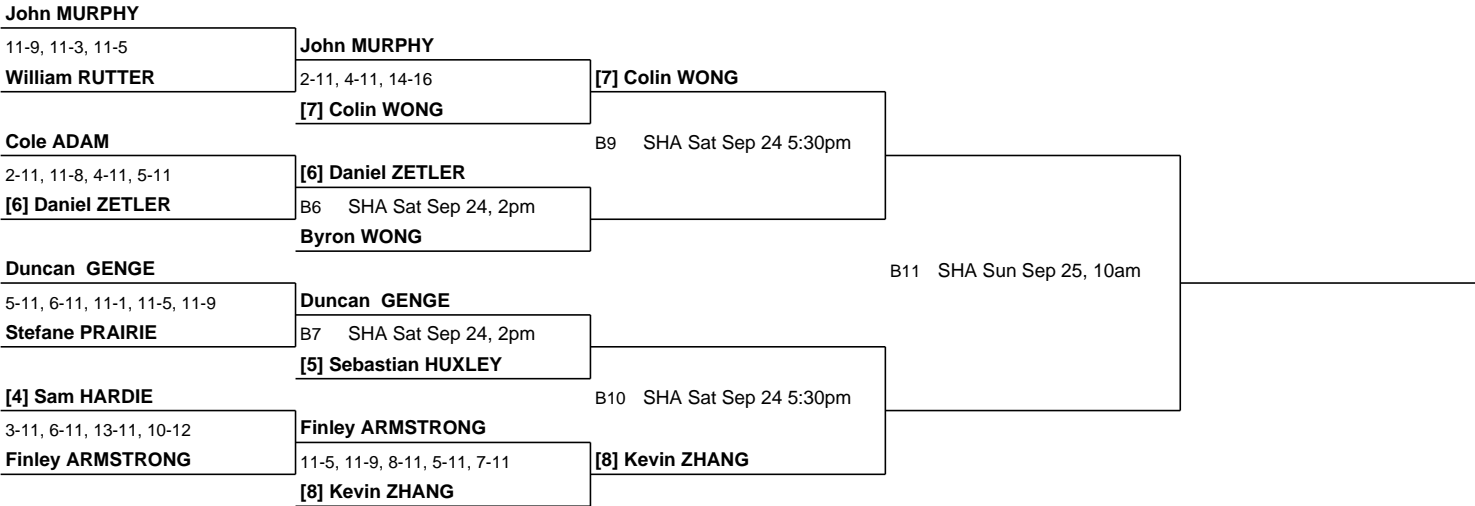 John MURPHY
11-9, 11-3, 11-5
William RUTTER
John MURPHY
2-11, 4-11, 14-16
[7] Colin WONG
[7] Colin WONG
Cole ADAM
2-11, 11-8, 4-11, 5-11
[6] Daniel ZETLER
[6] Daniel ZETLER
B6 SHA Sat Sep 24, 2pm
Byron WONG
B9 SHA Sat Sep 24 5:30pm
Duncan GENGE
5-11, 6-11, 11-1, 11-5, 11-9
Stefane PRAIRIE
Duncan GENGE
B7 SHA Sat Sep 24, 2pm
[5] Sebastian HUXLEY
B11 SHA Sun Sep 25, 10am
[4] Sam HARDIE
3-11, 6-11, 13-11, 10-12
Finley ARMSTRONG
Finley ARMSTRONG
11-5, 11-9, 8-11, 5-11, 7-11
[8] Kevin ZHANG
B10 SHA Sat Sep 24 5:30pm
[8] Kevin ZHANG